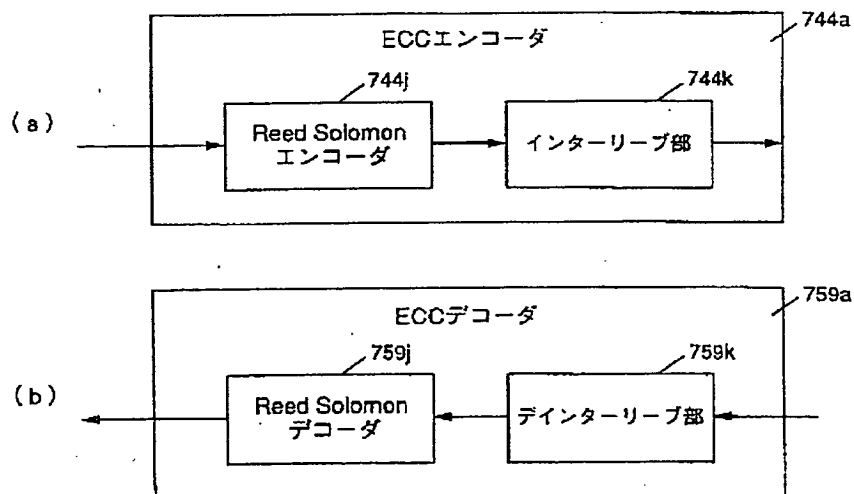 ECCエンコーダ
744a
744j
744k
(a)
Reed Solomon
エンコーダ
インターリーブ部
759a
ECCデコーダ
759j
759k
(b)
Reed Solomon
デコーダ
デインターリーブ部